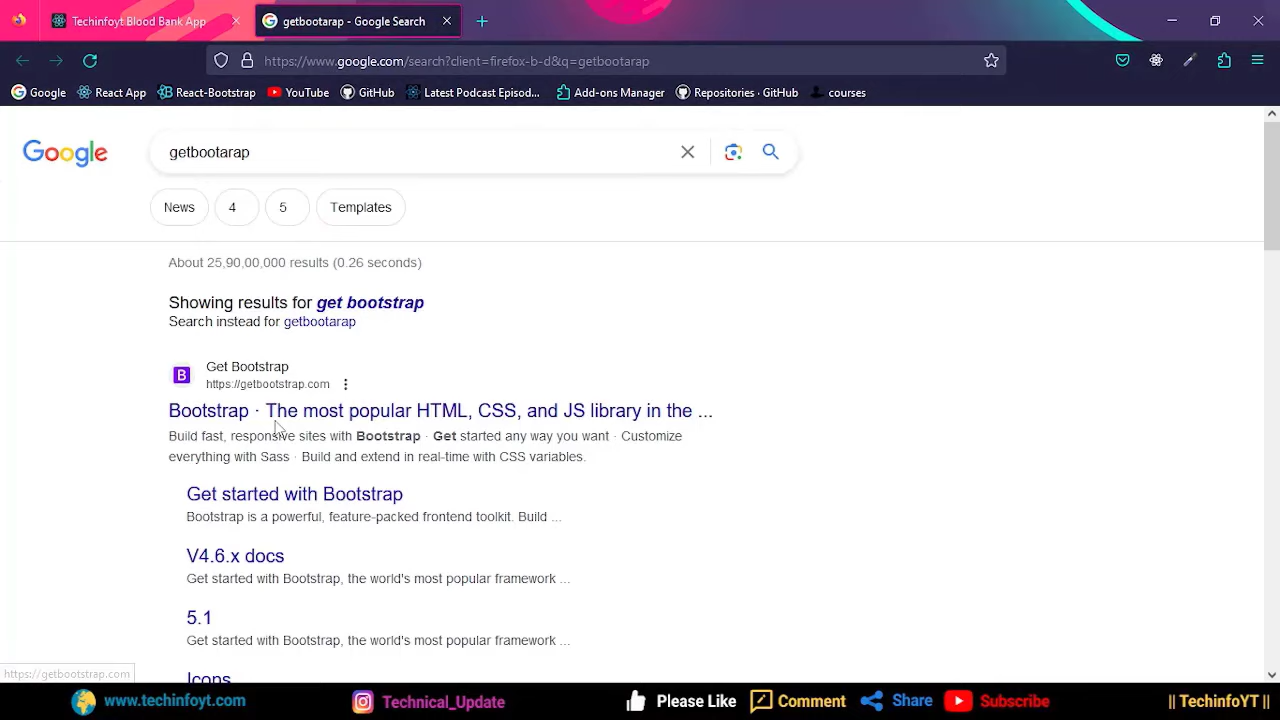 Techinfoyt Blood Bank App
getbootarap - Google Search
https://www.google.com/search?client=firefox-b-d&q=getbootarap
Google
React App
React-Bootstrap
YouTube
GitHub
Latest Podcast Episod...
Add-ons Manager
Repositories · GitHub
courses
Google
getbootarap
News
4
5
Templates
About 25,90,00,000 results (0.26 seconds)
Showing results for get bootstrap
Search instead for getbootarap
B
Get Bootstrap
https://getbootstrap.com
Bootstrap · The most popular HTML, CSS, and JS library in the ...
Build fast, responsive sites with Bootstrap · Get started any way you want · Customize
everything with Sass · Build and extend in real-time with CSS variables.
Get started with Bootstrap
Bootstrap is a powerful, feature-packed frontend toolkit. Build ...
V4.6.x docs
Get started with Bootstrap, the world's most popular framework ...
5.1
Get started with Bootstrap, the world's most popular framework ...
Icons
https://getbootstrap.com
www.techinfoyt.com
Technical_Update
Please Like
Comment
Share
Subscribe
|| TechinfoYT ||